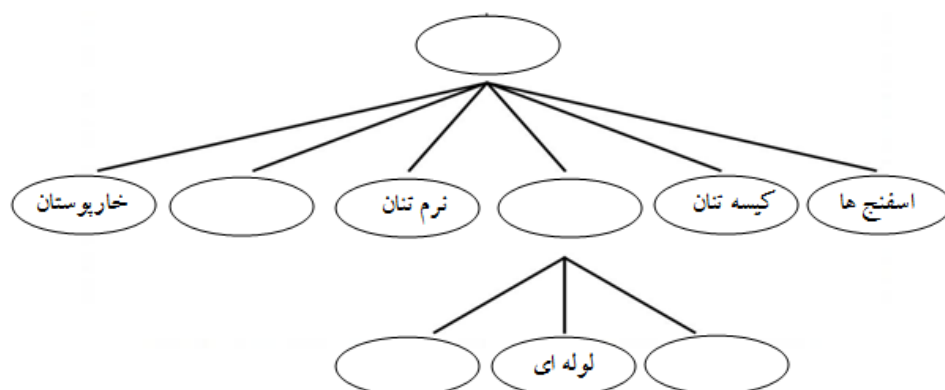 اسفنج ها
کیسه تنان
نرم تنان
خارپوستان
لوله ای